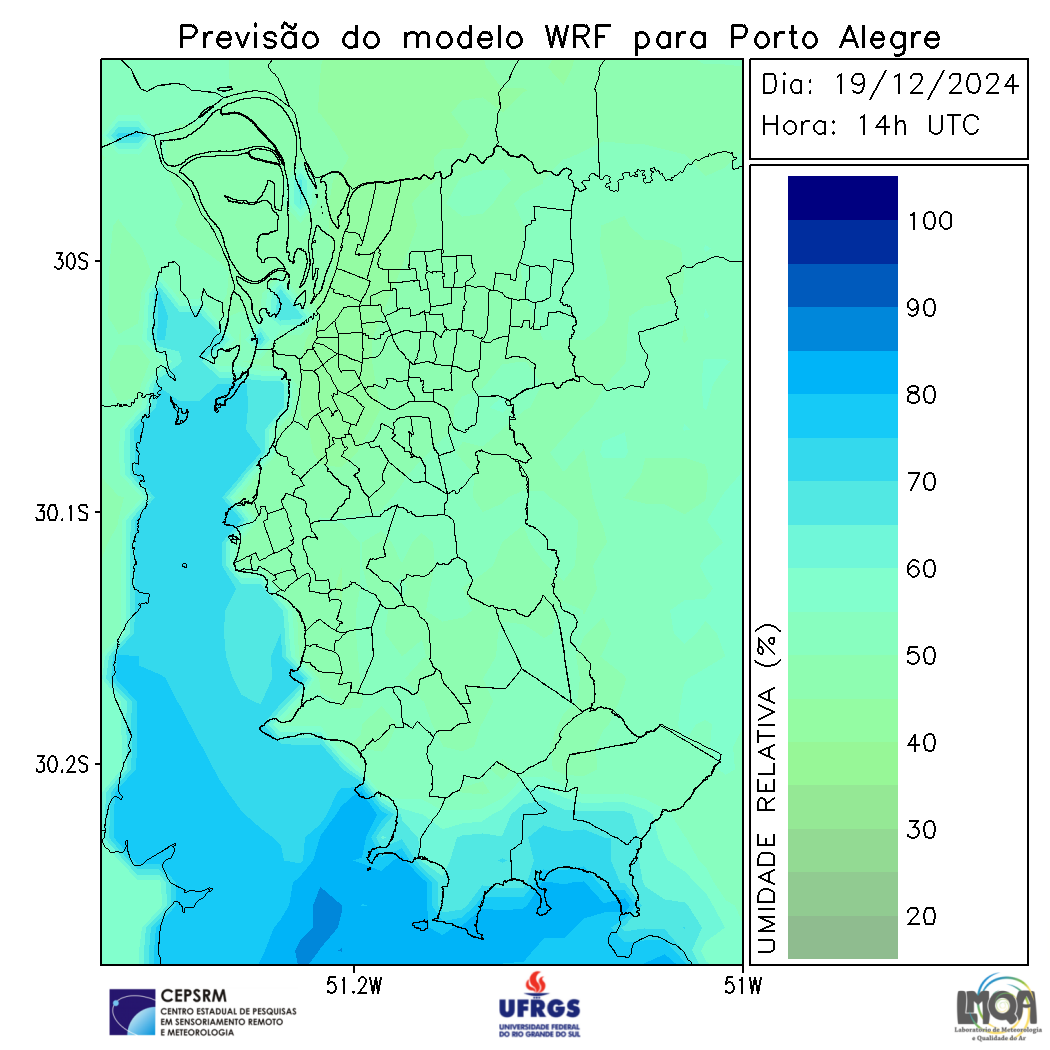 Previsão do modelo WRF para Porto Alegre
Dia: 19/12/2024
Hora: 14h UTC
30S
30.1S
30.2S
51.2W
51W
UMIDADE RELATIVA (%)
100
90
80
70
60
50
40
30
20
CEPSRM
CENTRO ESTADUAL DE PESQUISAS
EM SENSORIAMENTO REMOTO
E METEOROLOGIA
UFRGS
UNIVERSIDADE FEDERAL
DO RIO GRANDE DO SUL
LMQA
Laboratório de Meteorologia
e Qualidade do Ar